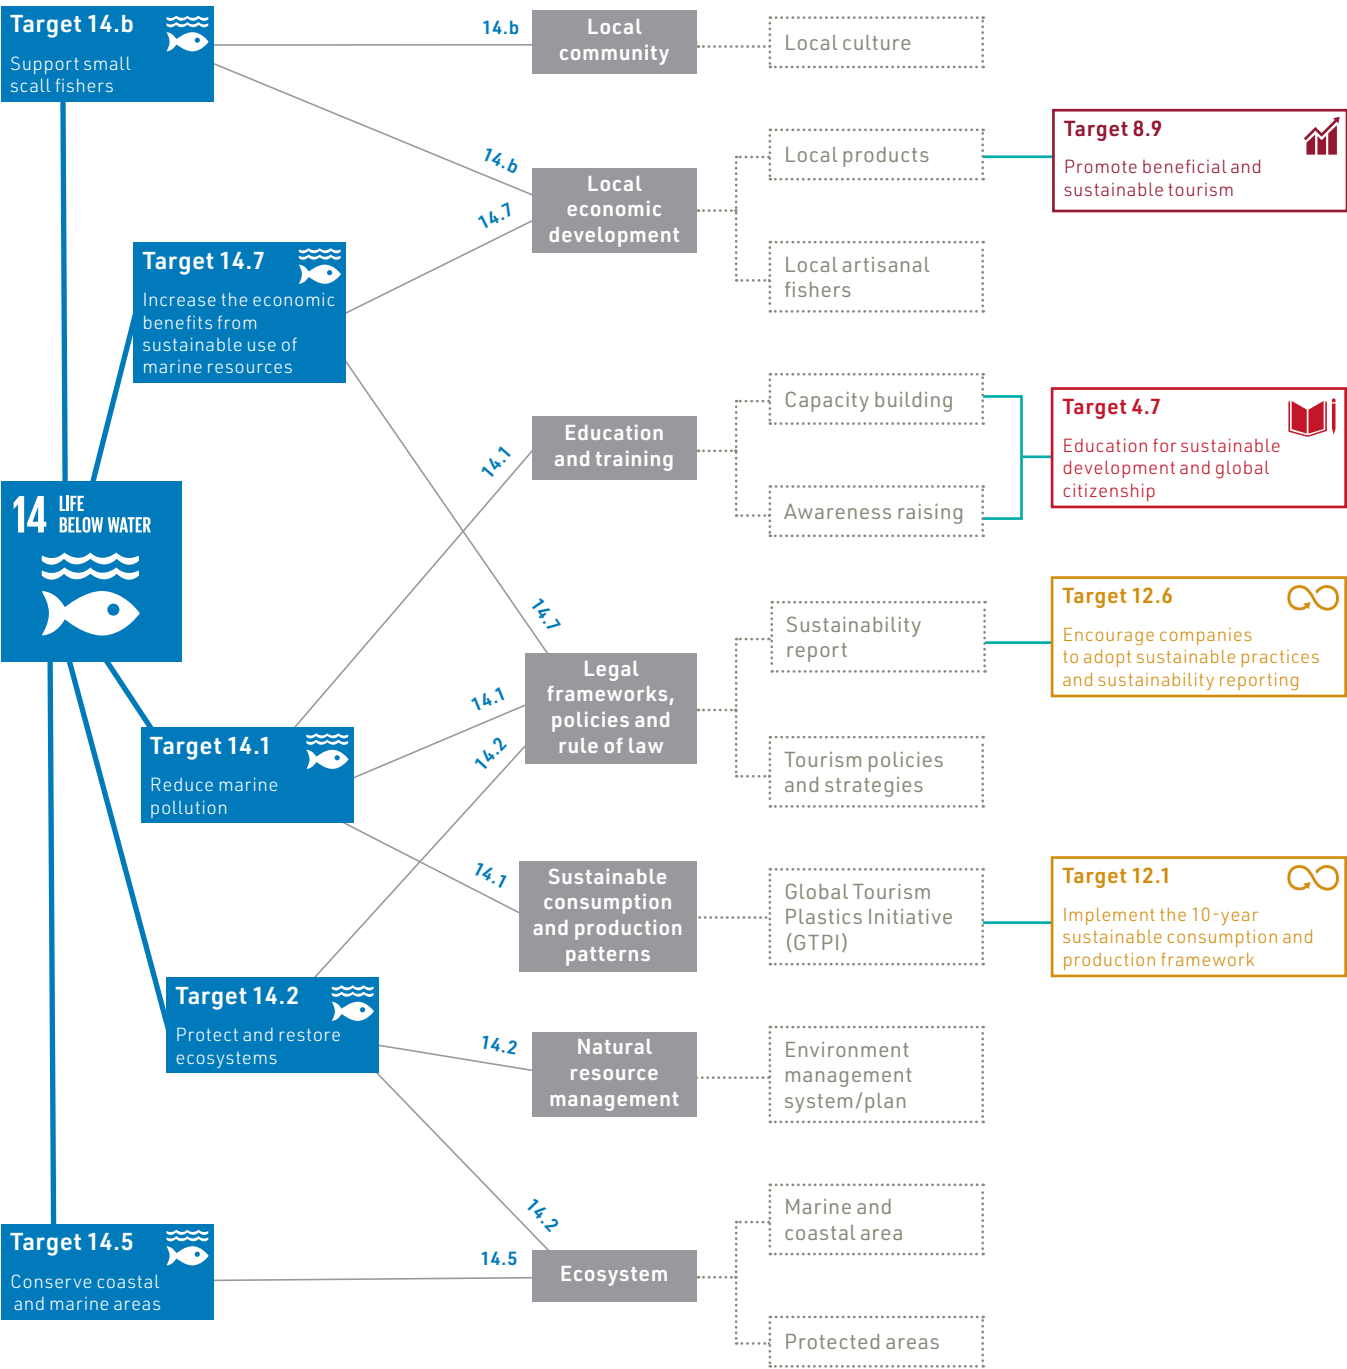 Target 14.b
Support small
scall fishers
14.b
Local
community
Local culture
14.b
Local
economic
development
14.7
Local products
Local artisanal
fishers
Target 8.9
Promote beneficial and
sustainable tourism
Target 14.7
Increase the economic
benefits from
sustainable use of
marine resources
14.1
Education
and training
Capacity building
Awareness raising
Target 4.7
Education for sustainable
development and global
citizenship
14 LIFE
BELOW WATER
14.7
14.1
14.2
Legal
frameworks,
policies and
rule of law
Sustainability
report
Tourism policies
and strategies
Target 12.6
Encourage companies
to adopt sustainable practices
and sustainability reporting
Target 14.1
Reduce marine
pollution
14.1
Sustainable
consumption
and production
patterns
Global Tourism
Plastics Initiative
(GTPI)
Target 12.1
Implement the 10-year
sustainable consumption and
production framework
Target 14.2
Protect and restore
ecosystems
14.2
Natural
resource
management
Environment
management
system/plan
14.2
Target 14.5
Conserve coastal
and marine areas
14.5
Ecosystem
Marine and
coastal area
Protected areas